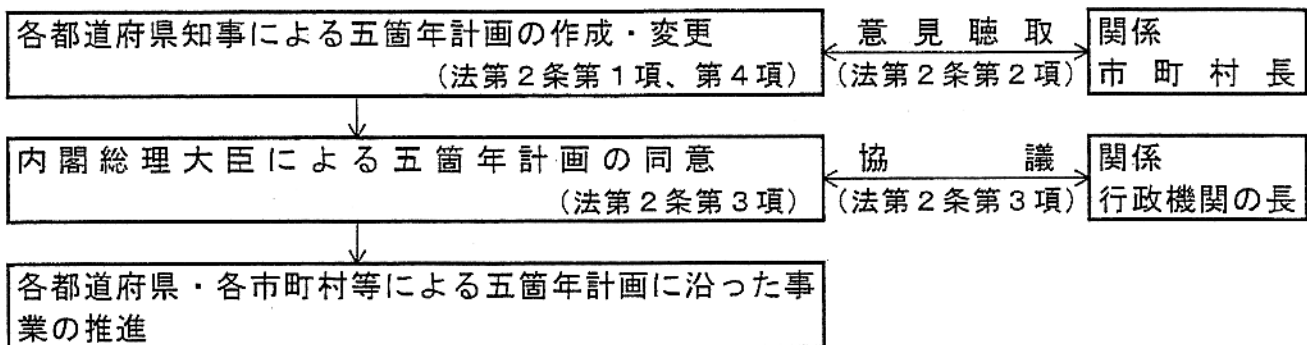 各都道府県知事による五箇年計画の作成・変更
(法第2条第1項、第4項)
意見聴取
(法第2条第2項)
関係
市町村長
内閣総理大臣による五箇年計画の同意
(法第2条第3項)
協議
(法第2条第3項)
関係
行政機関の長
各都道府県・各市町村等による五箇年計画に沿った事
業の推進